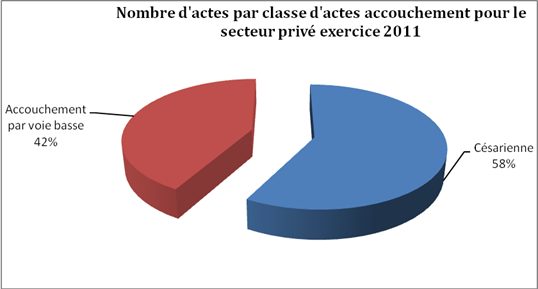 Nombre d'actes par classe d'actes accouchement pour le
secteur privé exercice 2011
Accouchement
par voie basse
42%
Césarienne
58%